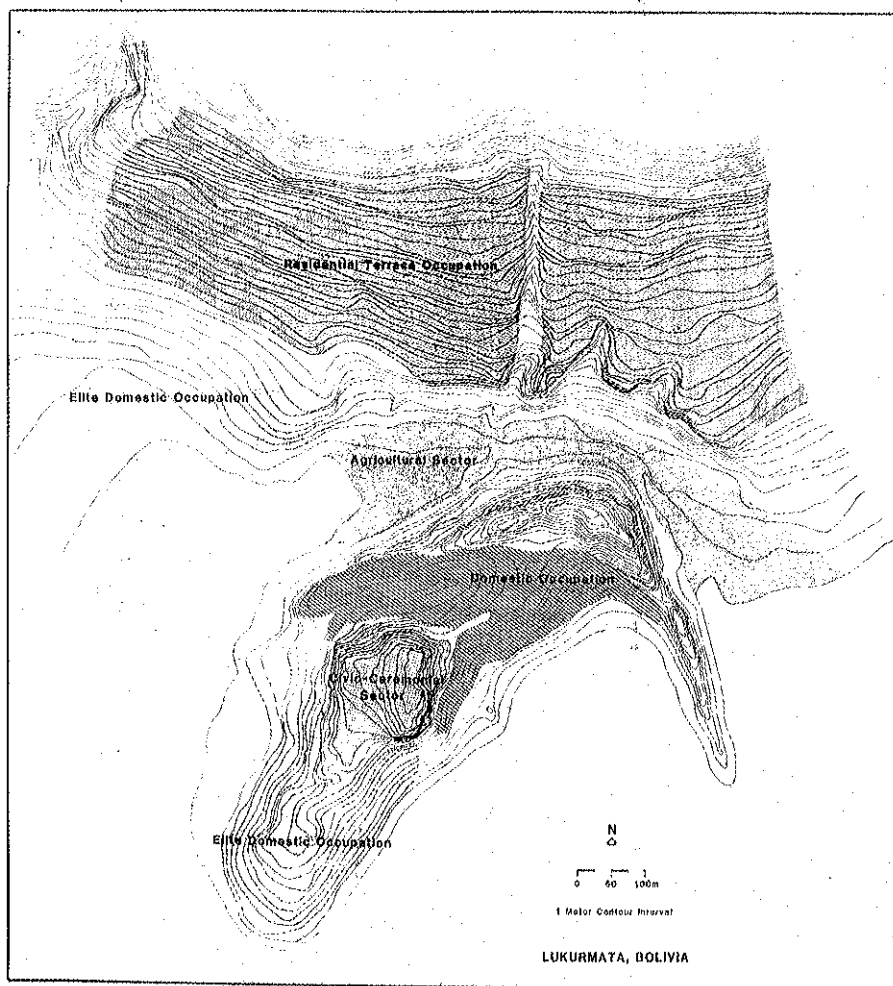 Residential Terrace Occupation
Elite Domestic Occupation
Agricultural Sector
Domestic Occupation
Civic-Ceremonial
Sector
Elite Domestic Occupation
N
0 50 100m
1 Meter Contour Interval
LUKURMATA, BOLIVIA